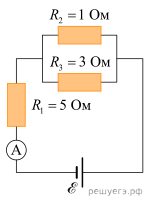 R₂ = 1 Ом
R₃ = 3 Ом
R₁ = 5 Ом
A
ℰ
решуегэ.рф